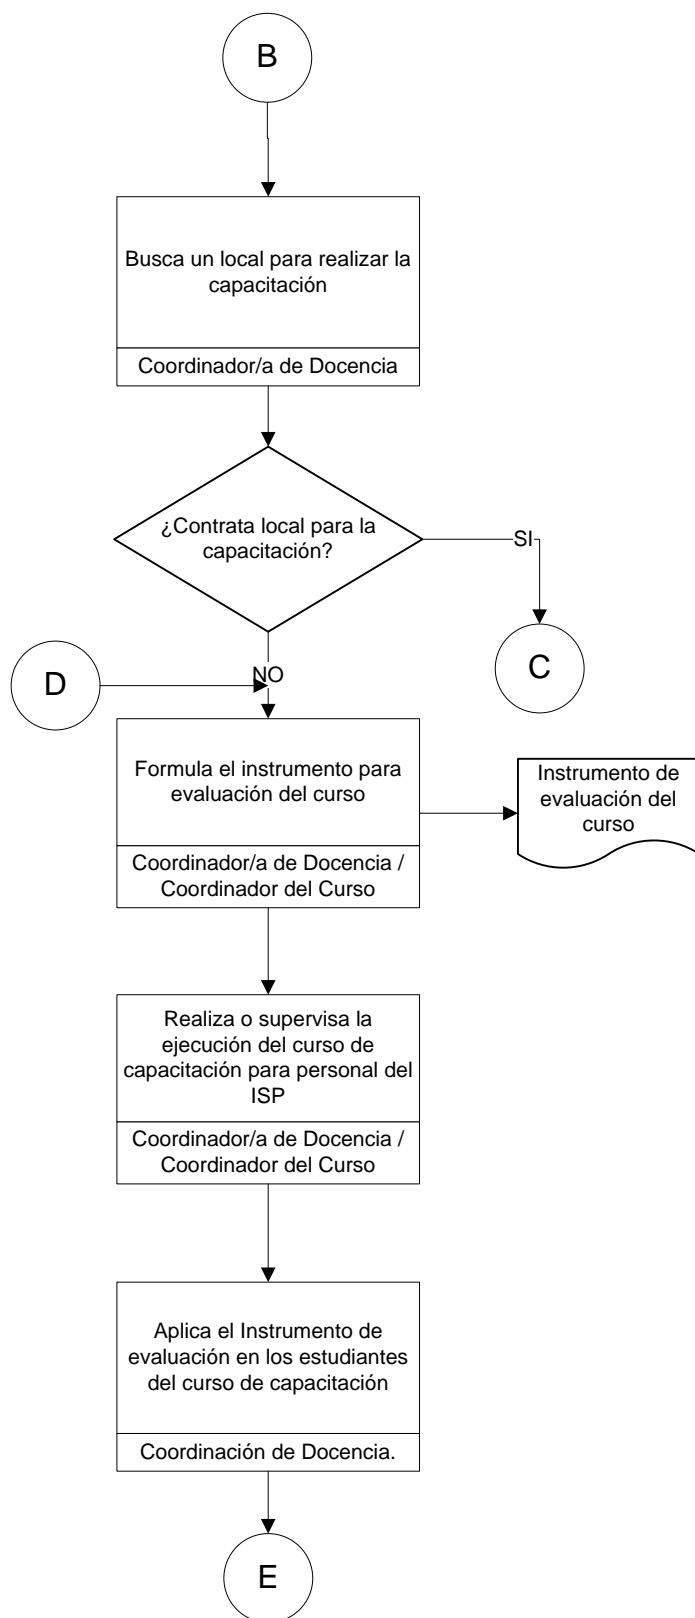 B
Busca un local para realizar la
capacitación
Coordinador/a de Docencia
¿Contrata local para la
capacitación?
SI
C
D
NO
Formula el instrumento para
evaluación del curso
Coordinador/a de Docencia /
Coordinador del Curso
Instrumento de
evaluación del
curso
Realiza o supervisa la
ejecución del curso de
capacitación para personal del
ISP
Coordinador/a de Docencia /
Coordinador del Curso
Aplica el Instrumento de
evaluación en los estudiantes
del curso de capacitación
Coordinación de Docencia.
E